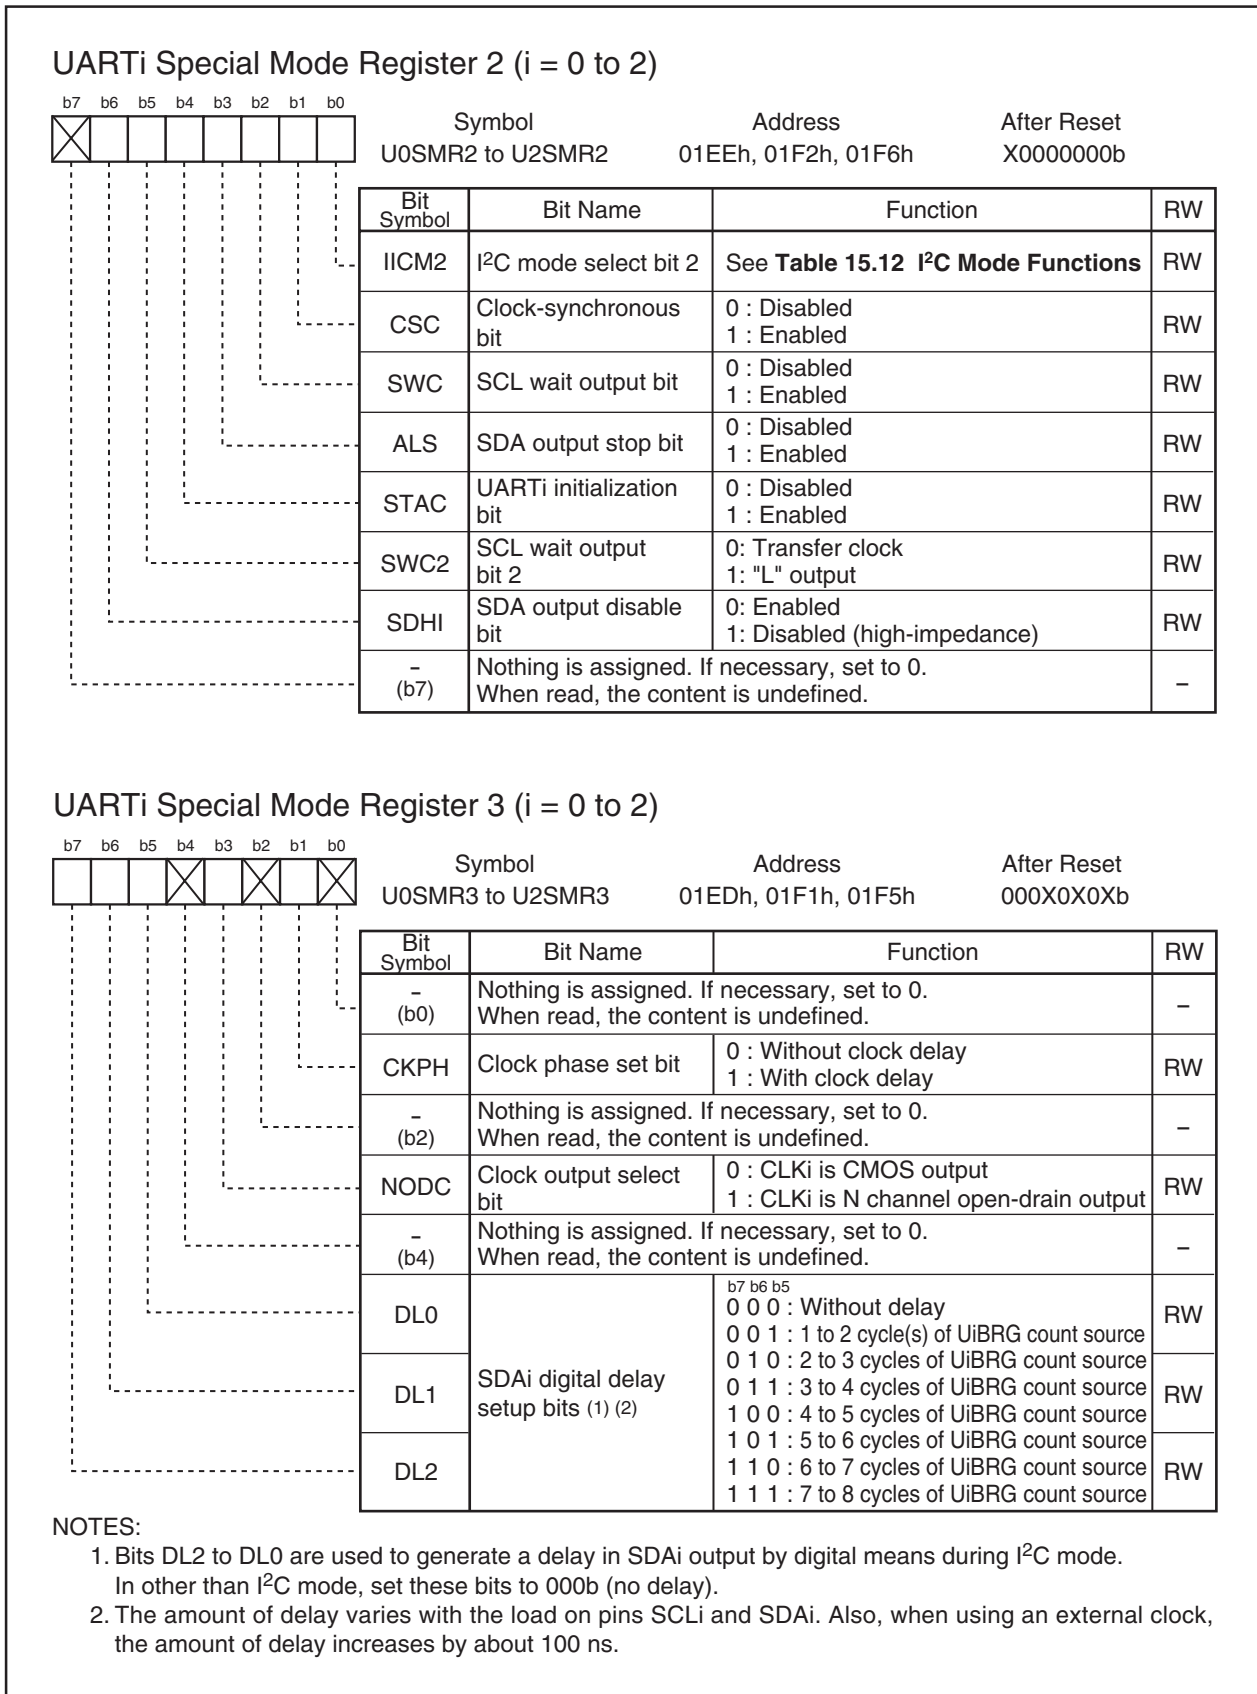 UARTi Special Mode Register 2 (i = 0 to 2)
b7 b6 b5 b4 b3 b2 b1 b0
Symbol Address After Reset
U0SMR2 to U2SMR2 01EEh, 01F2h, 01F6h X0000000b
Bit Symbol Bit Name Function RW
IICM2 I²C mode select bit 2 See Table 15.12 I²C Mode Functions RW
CSC Clock-synchronous bit 0 : Disabled
1 : Enabled RW
SWC SCL wait output bit 0 : Disabled
1 : Enabled RW
ALS SDA output stop bit 0 : Disabled
1 : Enabled RW
STAC UARTi initialization bit 0 : Disabled
1 : Enabled RW
SWC2 SCL wait output bit 2 0: Transfer clock
1: "L" output RW
SDHI SDA output disable bit 0: Enabled
1: Disabled (high-impedance) RW
– (b7) Nothing is assigned. If necessary, set to 0.
When read, the content is undefined. –
UARTi Special Mode Register 3 (i = 0 to 2)
b7 b6 b5 b4 b3 b2 b1 b0
Symbol Address After Reset
U0SMR3 to U2SMR3 01EDh, 01F1h, 01F5h 000X0X0Xb
Bit Symbol Bit Name Function RW
– (b0) Nothing is assigned. If necessary, set to 0.
When read, the content is undefined. –
CKPH Clock phase set bit 0 : Without clock delay
1 : With clock delay RW
– (b2) Nothing is assigned. If necessary, set to 0.
When read, the content is undefined. –
NODC Clock output select bit 0 : CLKi is CMOS output
1 : CLKi is N channel open-drain output RW
– (b4) Nothing is assigned. If necessary, set to 0.
When read, the content is undefined. –
DL0 RW
DL1 RW
DL2 RW
SDAi digital delay
setup bits (1) (2)
b7 b6 b5
0 0 0 : Without delay
0 0 1 : 1 to 2 cycle(s) of UiBRG count source
0 1 0 : 2 to 3 cycles of UiBRG count source
0 1 1 : 3 to 4 cycles of UiBRG count source
1 0 0 : 4 to 5 cycles of UiBRG count source
1 0 1 : 5 to 6 cycles of UiBRG count source
1 1 0 : 6 to 7 cycles of UiBRG count source
1 1 1 : 7 to 8 cycles of UiBRG count source
NOTES:
1. Bits DL2 to DL0 are used to generate a delay in SDAi output by digital means during I²C mode.
In other than I²C mode, set these bits to 000b (no delay).
2. The amount of delay varies with the load on pins SCLi and SDAi. Also, when using an external clock,
the amount of delay increases by about 100 ns.